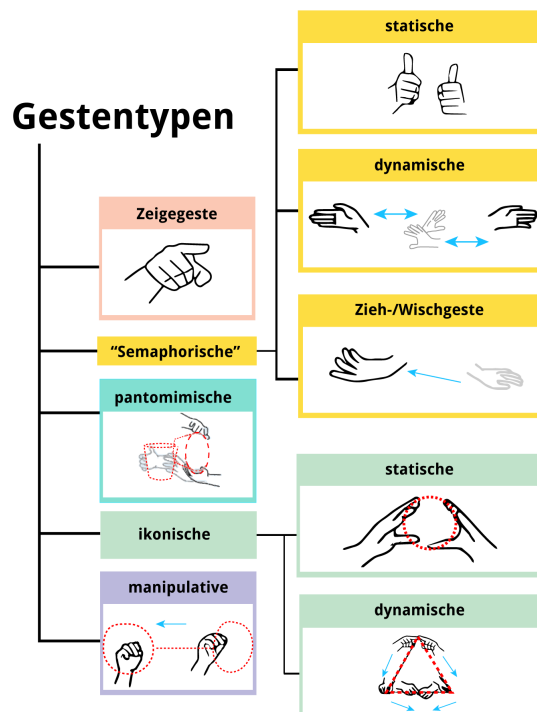 Gestentypen
Zeigegeste
“Semaphorische”
statische
dynamische
Zieh-/Wischgeste
pantomimische
ikonische
statische
dynamische
manipulative